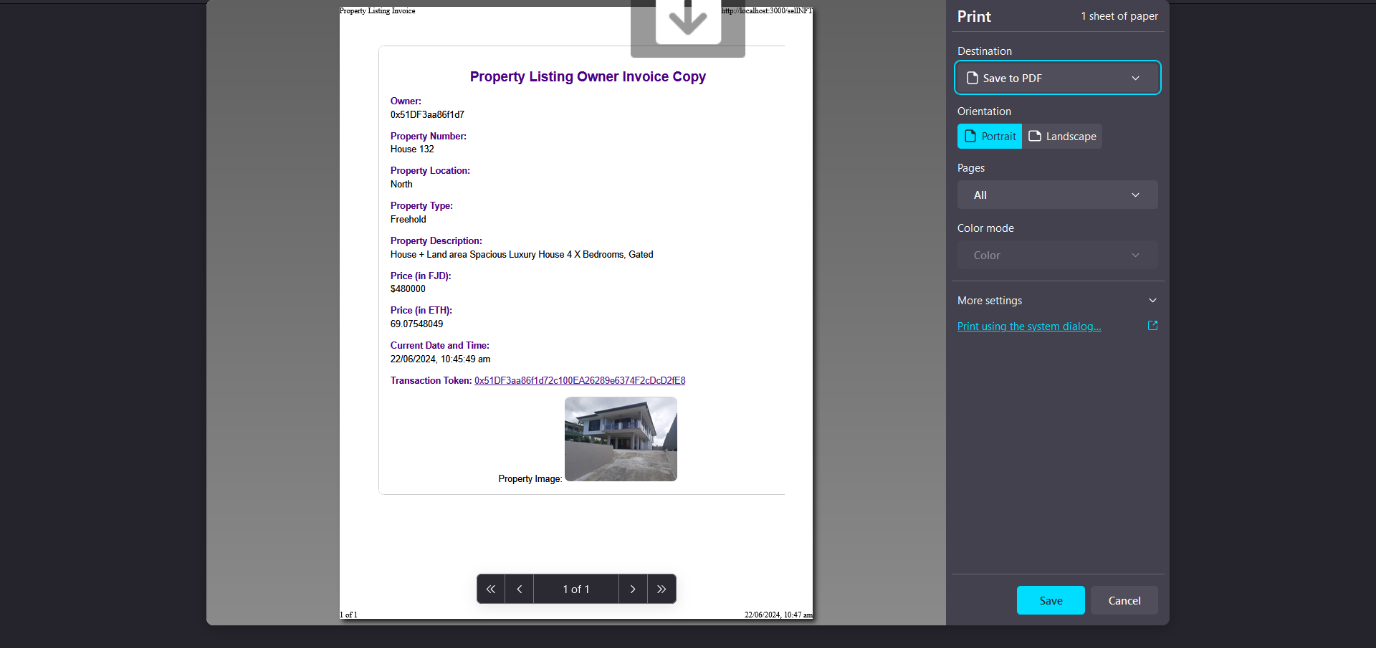 Property Listing Invoice
http://localhost:3000/sellNFT
Property Listing Owner Invoice Copy
Owner:
0x51DF3aa86f1d7
Property Number:
House 132
Property Location:
North
Property Type:
Freehold
Property Description:
House + Land area Spacious Luxury House 4 X Bedrooms, Gated
Price (in FJD):
$480000
Price (in ETH):
69.07548049
Current Date and Time:
22/06/2024, 10:45:49 am
Transaction Token: 0x51DF3aa86f1d72c100EA26289e6374F2cDcD2fE8
Property Image:
1 of 1
1 of 1
22/06/2024, 10:47 am
Print
1 sheet of paper
Destination
Save to PDF
Orientation
Portrait
Landscape
Pages
All
Color mode
Color
More settings
Print using the system dialog...
Save
Cancel